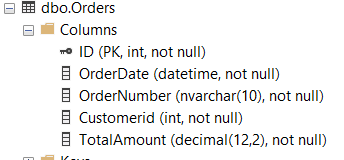 dbo.Orders
Columns
ID (PK, int, not null)
OrderDate (datetime, not null)
OrderNumber (nvarchar(10), not null)
Customerid (int, not null)
TotalAmount (decimal(12,2), not null)